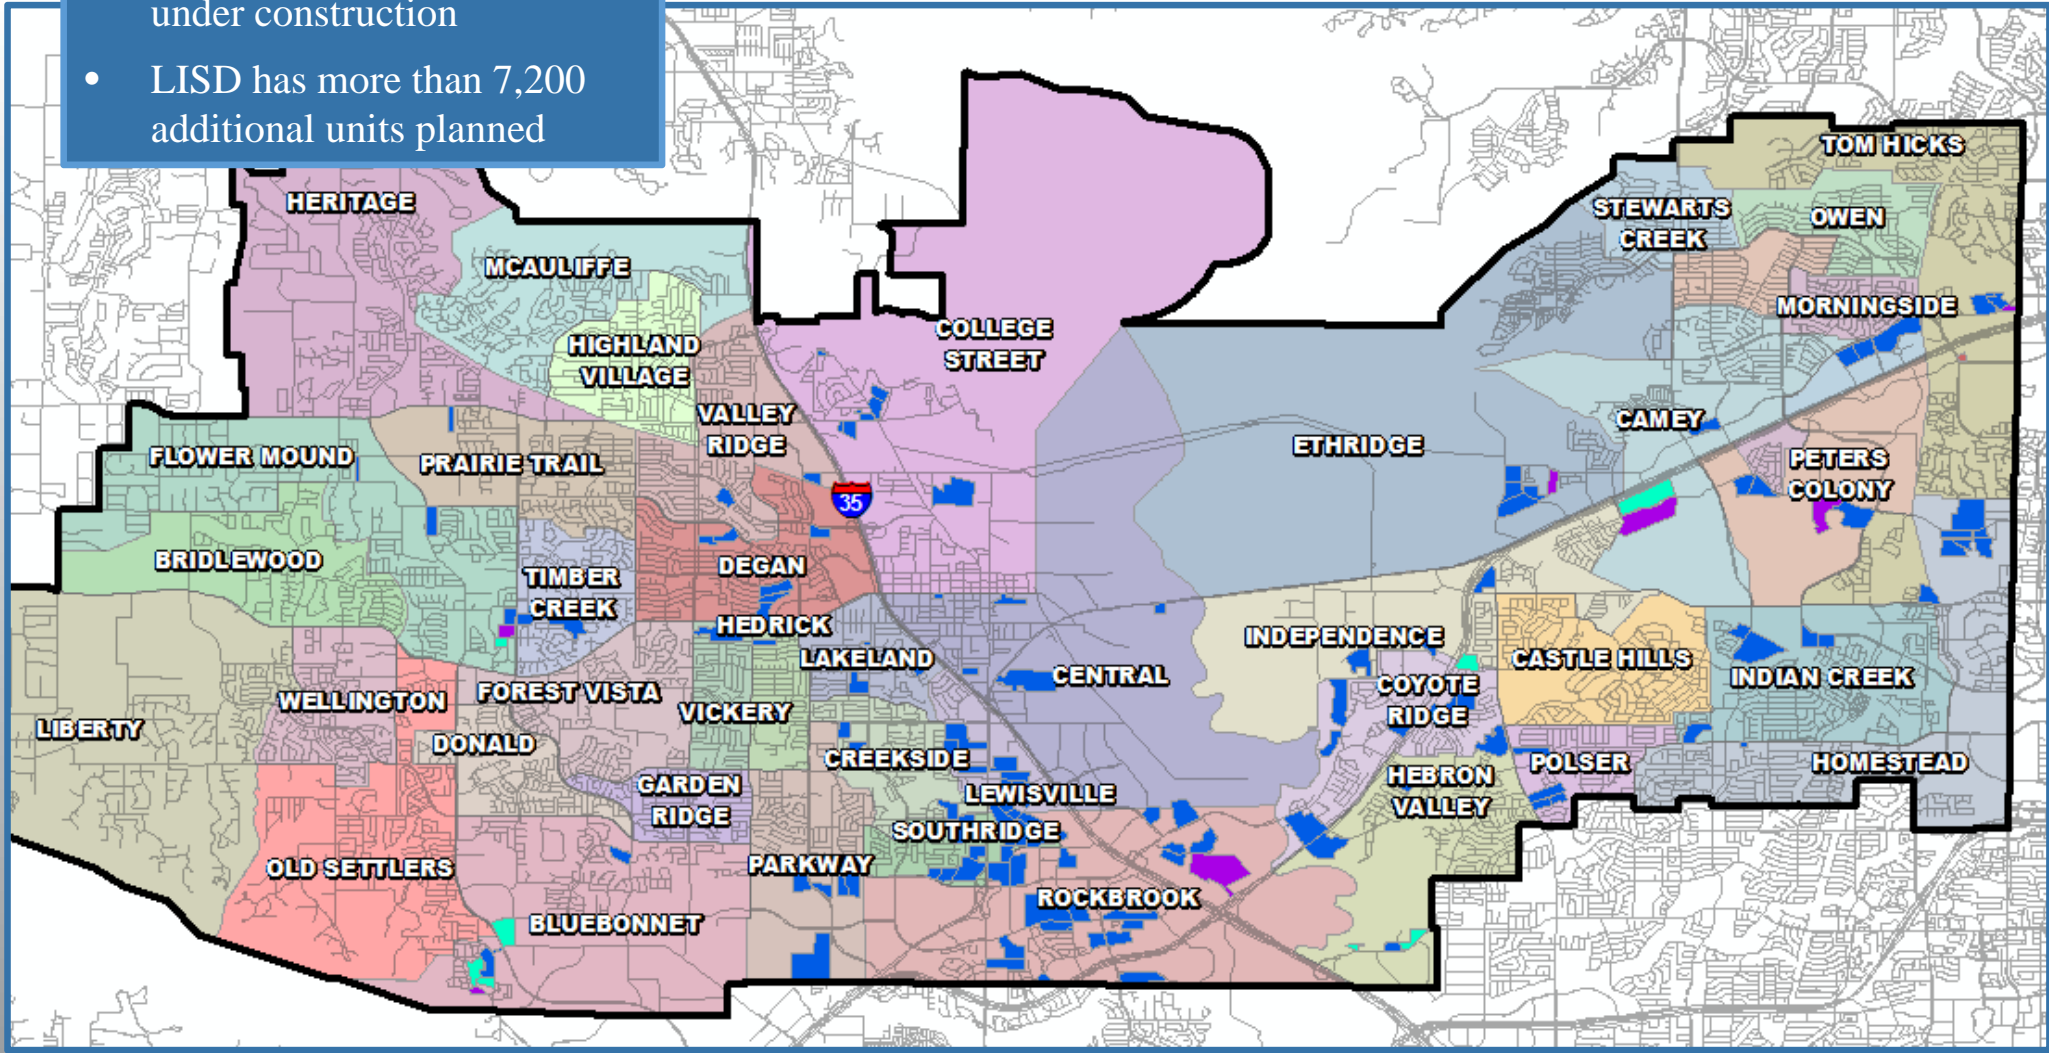 under construction
• LISD has more than 7,200
additional units planned
TOM HICKS
HERITAGE
STEWARTS
CREEK
OWEN
MCAULIFFE
MORNINGSIDE
COLLEGE
STREET
HIGHLAND
VILLAGE
VALLEY
RIDGE
CAMEY
FLOWER MOUND
PRAIRIE TRAIL
ETHRIDGE
PETERS
COLONY
35
BRIDLEWOOD
DEGAN
TIMBER
CREEK
HEDRICK
INDEPENDENCE
LAKELAND
CASTLE HILLS
CENTRAL
INDIAN CREEK
WELLINGTON
FOREST VISTA
COYOTE
RIDGE
VICKERY
LIBERTY
DONALD
CREEKSIDE
POLSER
HOMESTEAD
GARDEN
RIDGE
HEBRON
VALLEY
LEWISVILLE
SOUTHRIDGE
OLD SETTLERS
PARKWAY
ROCKBROOK
BLUEBONNET